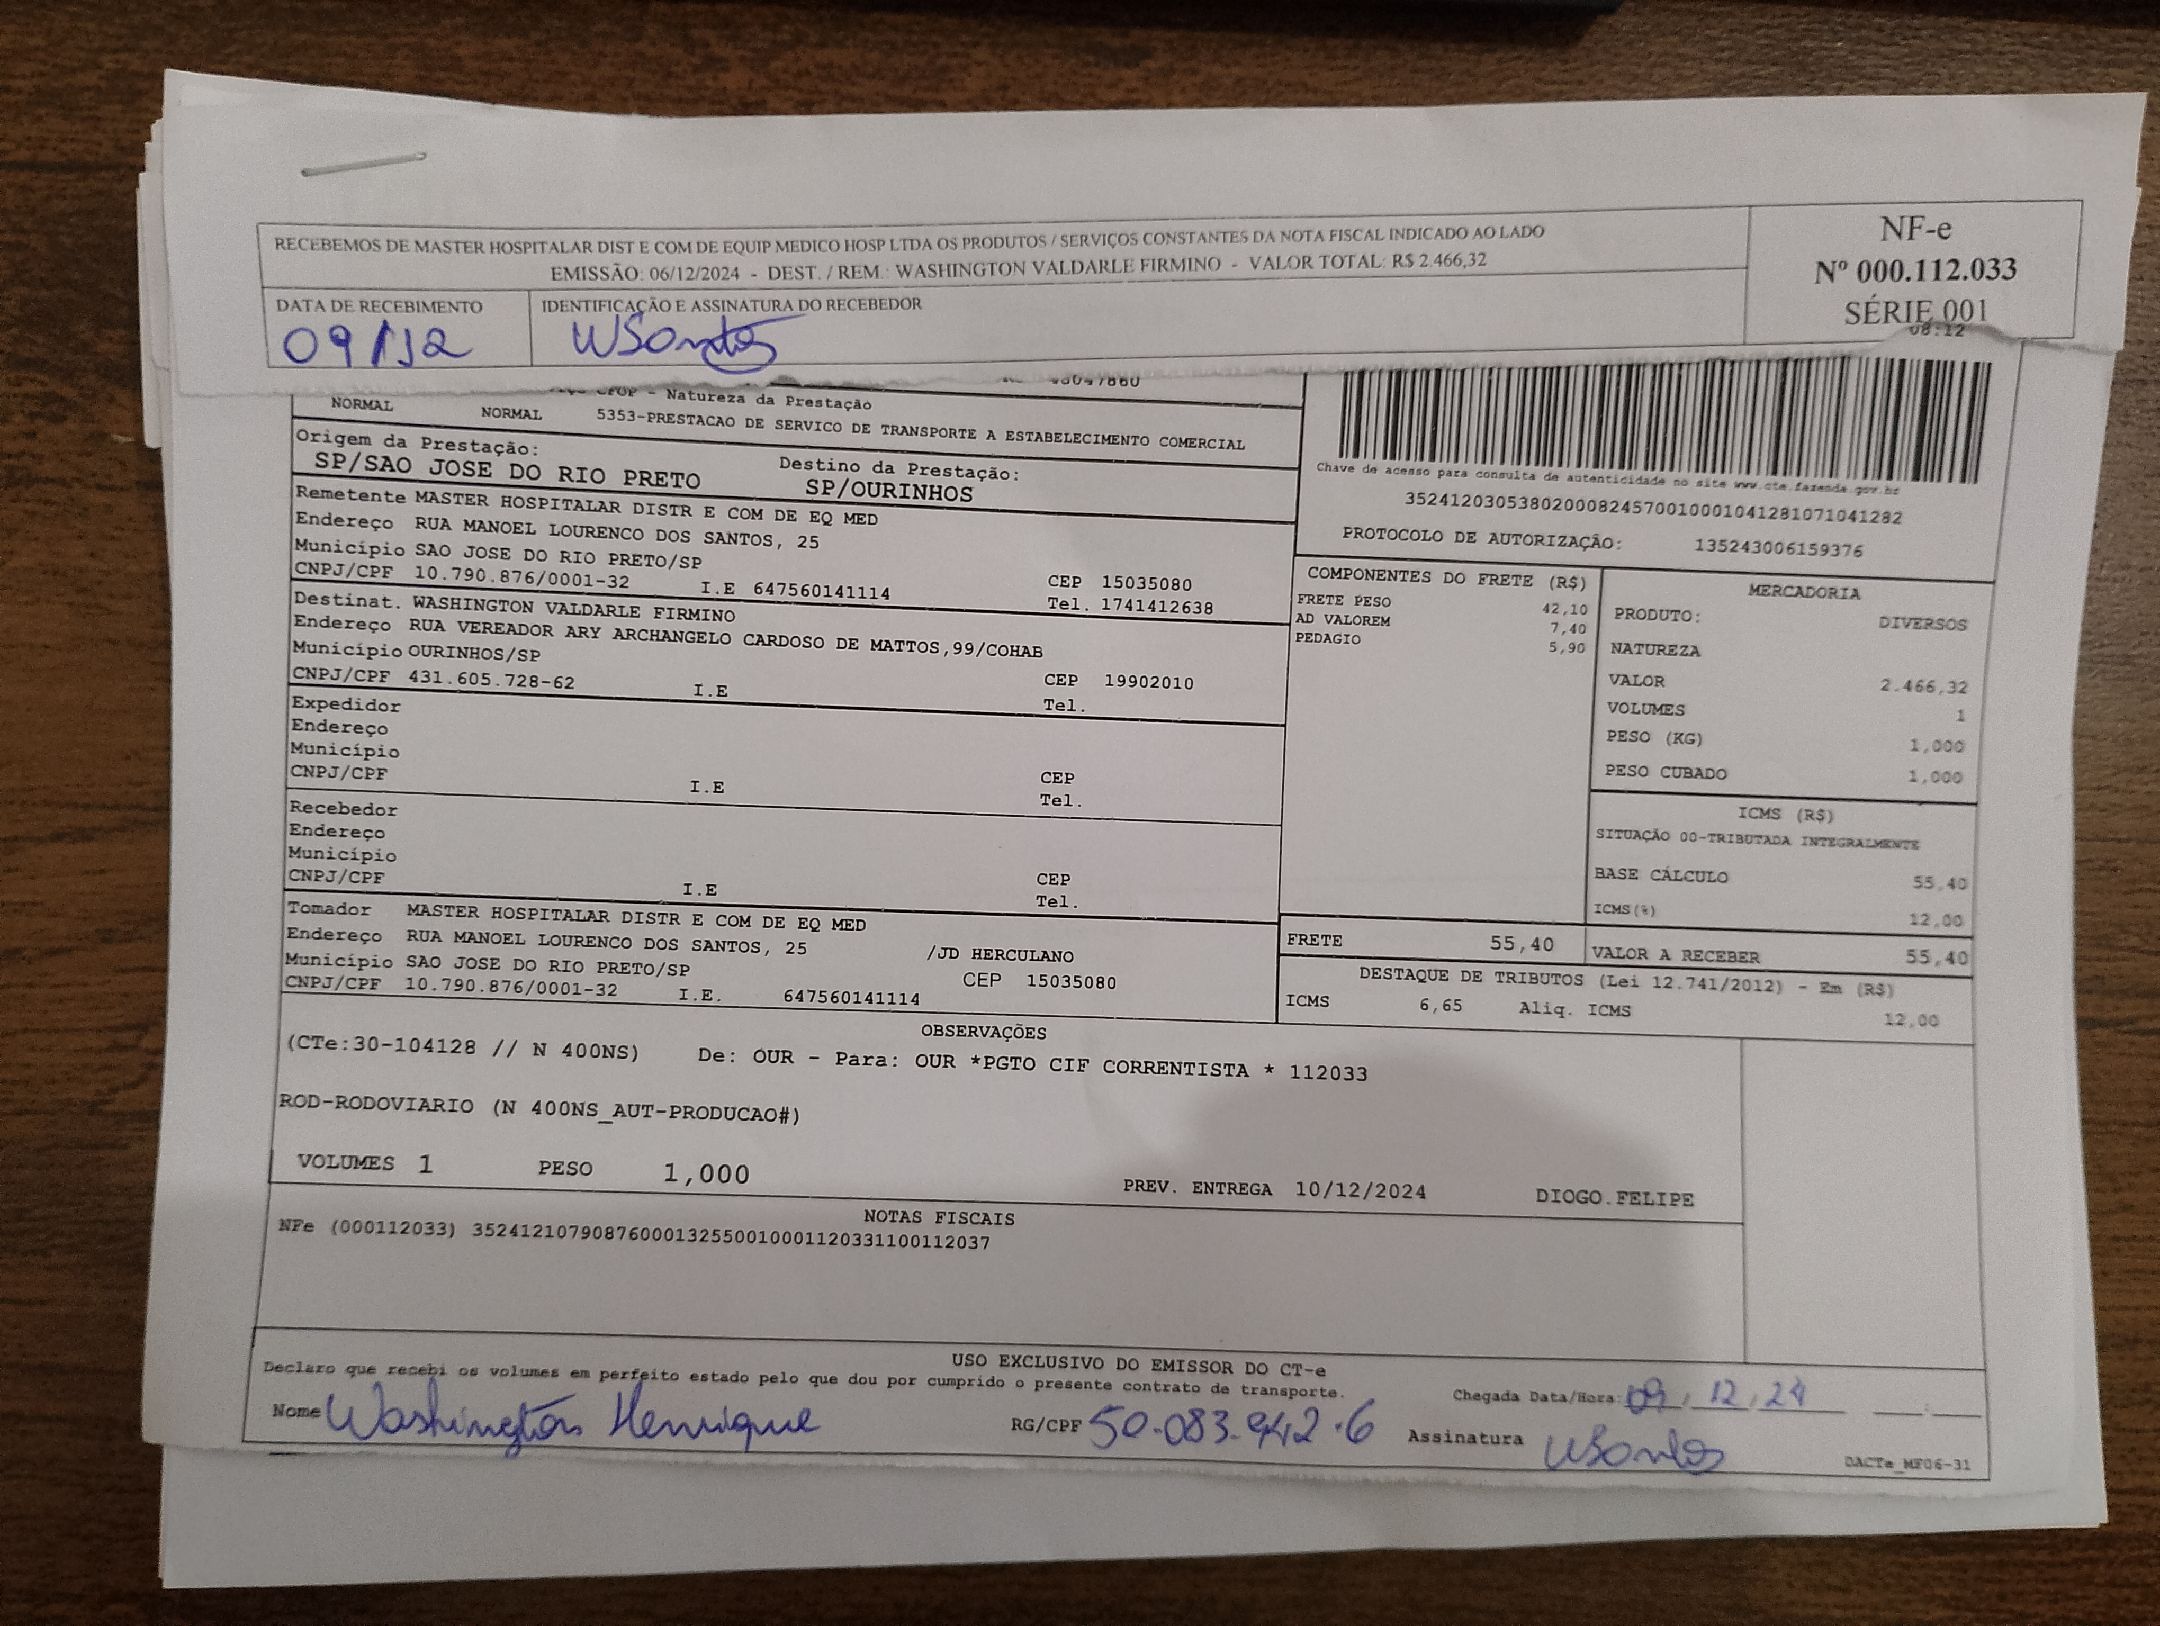 RECEBEMOS DE MASTER HOSPITALAR DIST E COM DE EQUIP MEDICO HOSP LTDA OS PRODUTOS / SERVIÇOS CONSTANTES DA NOTA FISCAL INDICADO AO LADO
EMISSÃO: 06/12/2024 - DEST. / REM.: WASHINGTON VALDARLE FIRMINO - VALOR TOTAL: R$ 2.466,32
NF-e
Nº 000.112.033
SÉRIE 001
DATA DE RECEBIMENTO
09/12
IDENTIFICAÇÃO E ASSINATURA DO RECEBEDOR
WSantos
08:12
CFOP - Natureza da Prestação
NORMAL NORMAL 5353-PRESTACAO DE SERVICO DE TRANSPORTE A ESTABELECIMENTO COMERCIAL
Origem da Prestação:
SP/SAO JOSE DO RIO PRETO
Destino da Prestação:
SP/OURINHOS
Remetente MASTER HOSPITALAR DISTR E COM DE EQ MED
Endereço RUA MANOEL LOURENCO DOS SANTOS, 25
Município SAO JOSE DO RIO PRETO/SP
CEP 15035080
CNPJ/CPF 10.790.876/0001-32 I.E 647560141114 Tel. 1741412638
Destinat. WASHINGTON VALDARLE FIRMINO
Endereço RUA VEREADOR ARY ARCHANGELO CARDOSO DE MATTOS,99/COHAB
Município OURINHOS/SP
CEP 19902010
CNPJ/CPF 431.605.728-62 I.E Tel.
Expedidor
Endereço
Município
CEP
CNPJ/CPF I.E Tel.
Recebedor
Endereço
Município
CEP
CNPJ/CPF I.E Tel.
Tomador MASTER HOSPITALAR DISTR E COM DE EQ MED
Endereço RUA MANOEL LOURENCO DOS SANTOS, 25 /JD HERCULANO
Município SAO JOSE DO RIO PRETO/SP CEP 15035080
CNPJ/CPF 10.790.876/0001-32 I.E. 647560141114
Chave de acesso para consulta de autenticidade no site www.cte.fazenda.gov.br
35241203053802000824570010001041281071041282
PROTOCOLO DE AUTORIZAÇÂO: 135243006159376
COMPONENTES DO FRETE (R$)
FRETE PESO 42,10
AD VALOREM 7,40
PEDAGIO 5,90
MERCADORIA
PRODUTO: DIVERSOS
NATUREZA
VALOR 2.466,32
VOLUMES 1
PESO (KG) 1,000
PESO CUBADO 1,000
ICMS (R$)
SITUAÇÃO 00-TRIBUTADA INTEGRALMENTE
BASE CÁLCULO 55,40
ICMS(%) 12,00
FRETE 55,40 VALOR A RECEBER 55,40
DESTAQUE DE TRIBUTOS (Lei 12.741/2012) - Em (R$)
ICMS 6,65 Aliq. ICMS 12,00
OBSERVAÇÕES
(CTe:30-104128 // N 400NS) De: OUR - Para: OUR *PGTO CIF CORRENTISTA * 112033
ROD-RODOVIARIO (N 400NS_AUT-PRODUCAO#)
VOLUMES 1 PESO 1,000 PREV. ENTREGA 10/12/2024 DIOGO.FELIPE
NOTAS FISCAIS
NFe (000112033) 35241210790876000132550010001120331100112037
USO EXCLUSIVO DO EMISSOR DO CT-e
Declaro que recebi os volumes em perfeito estado pelo que dou por cumprido o presente contrato de transporte.
Chegada Data/Hora: 09, 12, 24 :
Nome Washington Henrique RG/CPF 50.083.942-6 Assinatura WSantos
DACTe_MF06-31